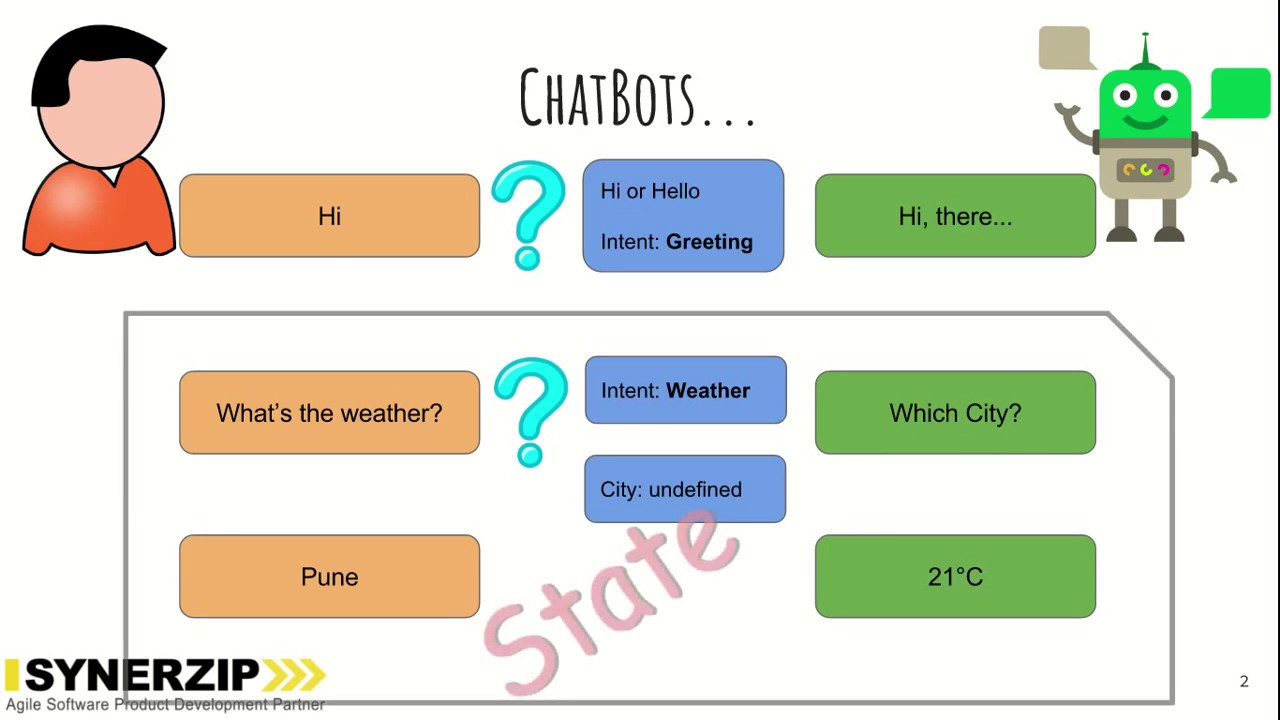 ChatBots...
Hi
Hi or Hello
Intent: Greeting
Hi, there...
What's the weather?
Intent: Weather
Which City?
City: undefined
Pune
State
21°C
SYNERZIP
Agile Software Product Development Partner
2